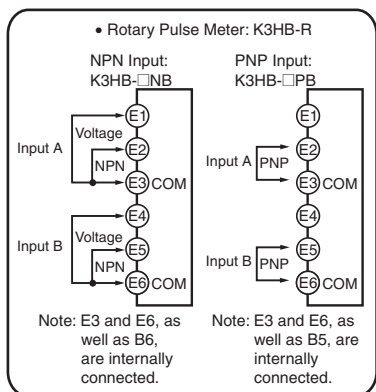 • Rotary Pulse Meter: K3HB-R
NPN Input:
K3HB-□NB
E1
Voltage
E2
Input A
NPN
E3 COM
E4
Input B
Voltage
E5
NPN
E6 COM
Note: E3 and E6, as
well as B6,
are internally
connected.
PNP Input:
K3HB-□PB
E1
E2
Input A
PNP
E3 COM
E4
E5
Input B
PNP
E6 COM
Note: E3 and E6, as
well as B5, are
internally
connected.